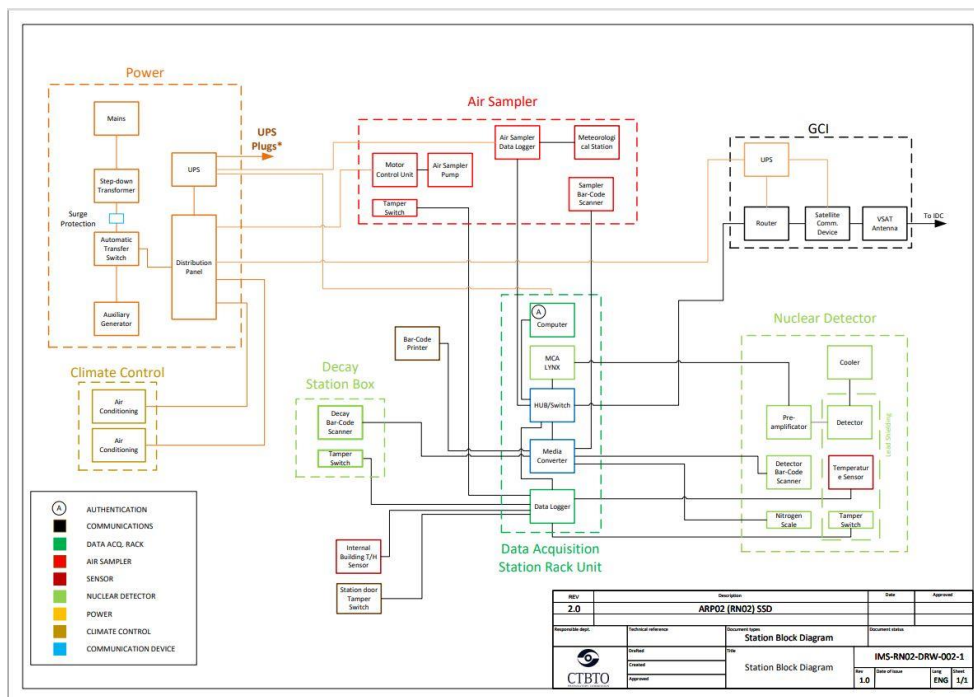 Power
Mains
Step-down
Transformer
Surge
Protection
Automatic
Transfer
Switch
Auxiliary
Generator
UPS
Distribution
Panel
UPS
Plugs*
Air Sampler
Air Sampler
Data Logger
Meteorologi
cal Station
Motor
Control Unit
Air Sampler
Pump
Tamper
Switch
Sampler
Bar-Code
Scanner
GCI
UPS
Router
Satellite
Comm.
Device
VSAT
Antenna
To IDC
Climate Control
Air
Conditioning
Air
Conditioning
Bar-Code
Printer
Decay
Station Box
Decay
Bar-Code
Scanner
Tamper
Switch
A
Computer
MCA
LYNX
HUB/Switch
Media
Converter
Data Logger
Data Acquisition
Station Rack Unit
Internal
Building T/H
Sensor
Station door
Tamper
Switch
Nuclear Detector
Cooler
Pre-
amplificator
Detector
Lead Shielding
Detector
Bar-Code
Scanner
Temperatur
e Sensor
Nitrogen
Scale
Tamper
Switch
A AUTHENTICATION
COMMUNICATIONS
DATA ACQ. RACK
AIR SAMPLER
SENSOR
NUCLEAR DETECTOR
POWER
CLIMATE CONTROL
COMMUNICATION DEVICE
REV Description Date Approved
2.0 ARP02 (RN02) SSD
Responsible dept. Technical reference Document types Document status
Station Block Diagram
CTBTO
Drafted
Created
Approved
Title
Station Block Diagram
IMS-RN02-DRW-002-1
Rev Date of Issue Lang Sheet
1.0 ENG 1/1